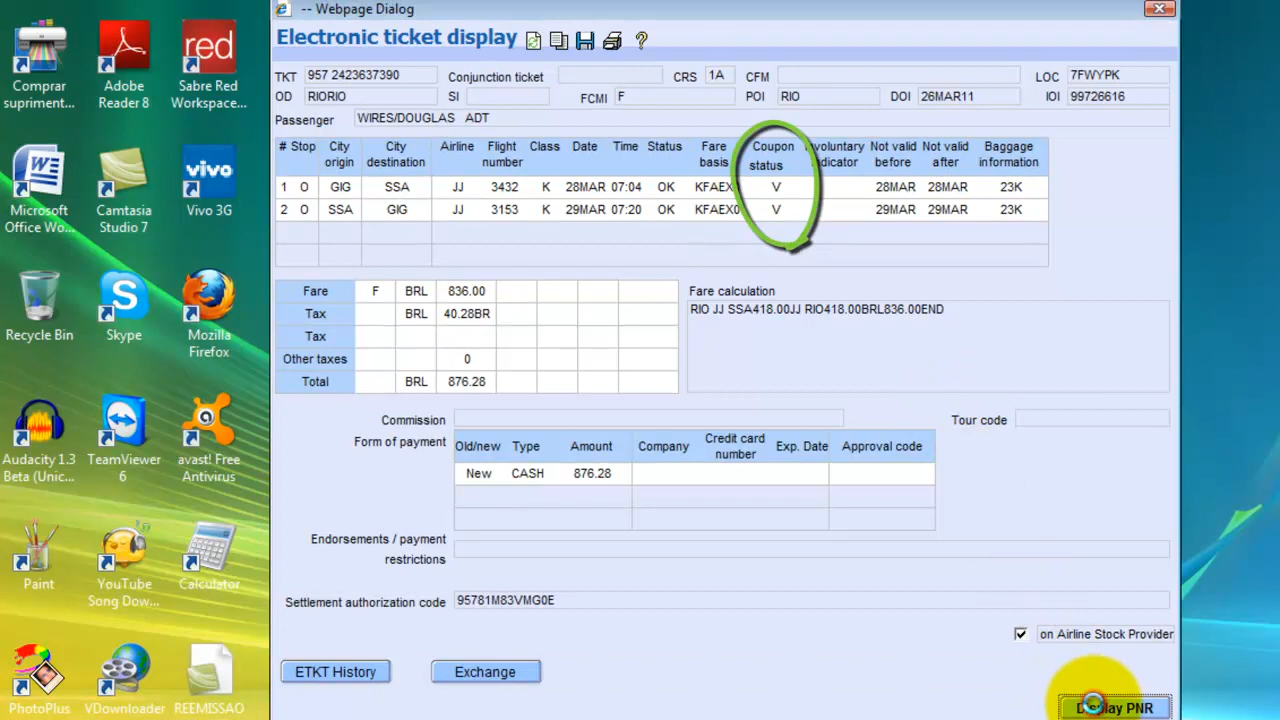 Comprar
supriment...
Adobe
Reader 8
red
Sabre Red
Workspace...
Microsoft
Office Wo...
Camtasia
Studio 7
vivo
Vivo 3G
Recycle Bin
Skype
Mozilla
Firefox
Audacity 1.3
Beta (Unic...
TeamViewer
6
avast! Free
Antivirus
Paint
YouTube
Song Dow...
Calculator
PhotoPlus
VDownloader
REEMISSAO
-- Webpage Dialog
Electronic ticket display
TKT 957 2423637390 Conjunction ticket CRS 1A CFM LOC 7FWYPK
OD RIORIO SI FCMI F POI RIO DOI 26MAR11 IOI 99726616
Passenger WIRES/DOUGLAS ADT
# Stop City origin City destination Airline Flight number Class Date Time Status Fare basis Coupon status indicator Not valid before Not valid after Baggage information
1 O GIG SSA JJ 3432 K 28MAR 07:04 OK KFAEX V 28MAR 28MAR 23K
2 O SSA GIG JJ 3153 K 29MAR 07:20 OK KFAEX0 V 29MAR 29MAR 23K
Fare F BRL 836.00
Tax BRL 40.28BR
Tax
Other taxes 0
Total BRL 876.28
Fare calculation
RIO JJ SSA418.00JJ RIO418.00BRL836.00END
Commission Tour code
Form of payment
Old/new Type Amount Company Credit card number Exp. Date Approval code
New CASH 876.28
Endorsements / payment
restrictions
Settlement authorization code 95781M83VMG0E
on Airline Stock Provider
ETKT History Exchange
Display PNR